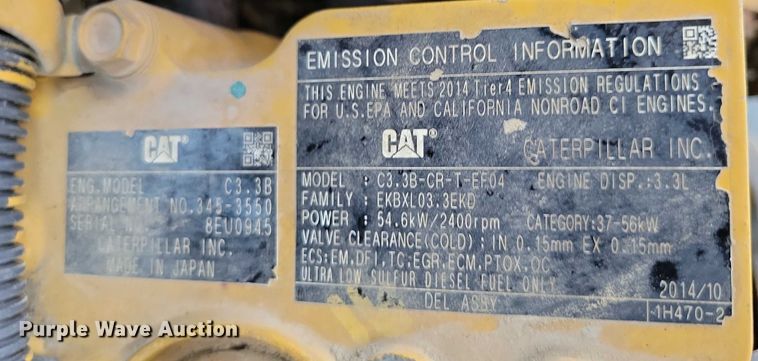 CAT®
ENG. MODEL C3.3B
ARRANGEMENT NO. 345-3550
SERIAL 8EU0945
CATERPILLAR INC.
MADE IN JAPAN
EMISSION CONTROL INFORMATION
THIS ENGINE MEETS 2014 Tier4 EMISSION REGULATIONS
FOR U.S.EPA AND CALIFORNIA NONROAD CI ENGINES.
CAT® CATERPILLAR INC.
MODEL : C3.3B-CR-T-EF04 ENGINE DISP.:3.3L
FAMILY : EKBXL03.3EKD
POWER : 54.6kW/2400rpm CATEGORY:37-56kW
VALVE CLEARANCE(COLD) : IN 0.15mm EX 0.15mm
ECS:EM,DFI,TC,EGR,ECM,PTOX,OC
ULTRA LOW SULFUR DIESEL FUEL ONLY
2014/10
DEL ASSY 1H470-2
Purple Wave Auction